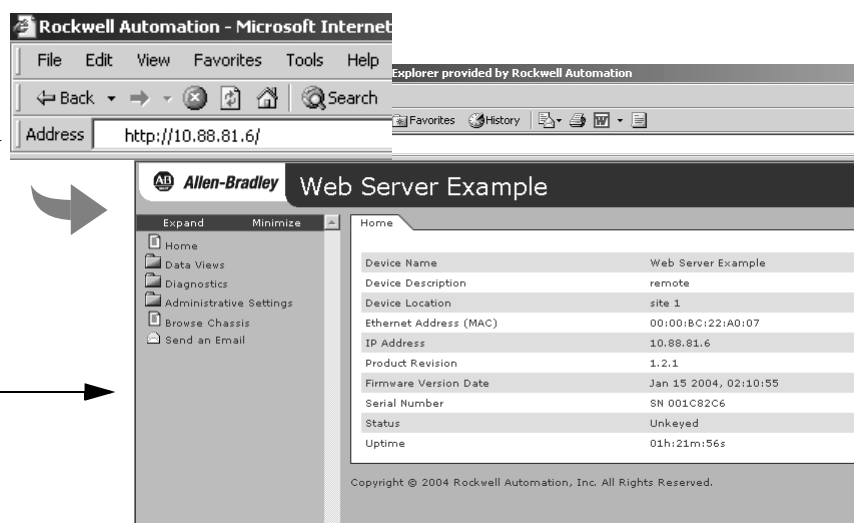 Rockwell Automation - Microsoft Internet
File Edit View Favorites Tools Help
Back Search
Address http://10.88.81.6/
Explorer provided by Rockwell Automation
Favorites History
AB Allen-Bradley Web Server Example
Expand Minimize
Home
Data Views
Diagnostics
Administrative Settings
Browse Chassis
Send an Email
Home
Device Name Web Server Example
Device Description remote
Device Location site 1
Ethernet Address (MAC) 00:00:BC:22:A0:07
IP Address 10.88.81.6
Product Revision 1.2.1
Firmware Version Date Jan 15 2004, 02:10:55
Serial Number SN 001C82C6
Status Unkeyed
Uptime 01h:21m:56s
Copyright © 2004 Rockwell Automation, Inc. All Rights Reserved.